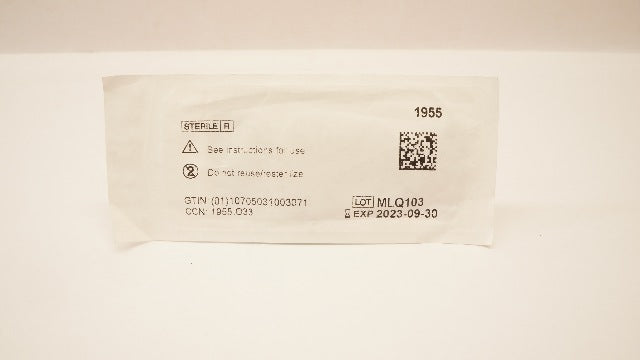 1955
STERILE R
See instructions for use
Do not reuse/resterilize
GTIN: (01)10705031003071
CCN: 1955.O33
LOT MLQ103
EXP 2023-09-30